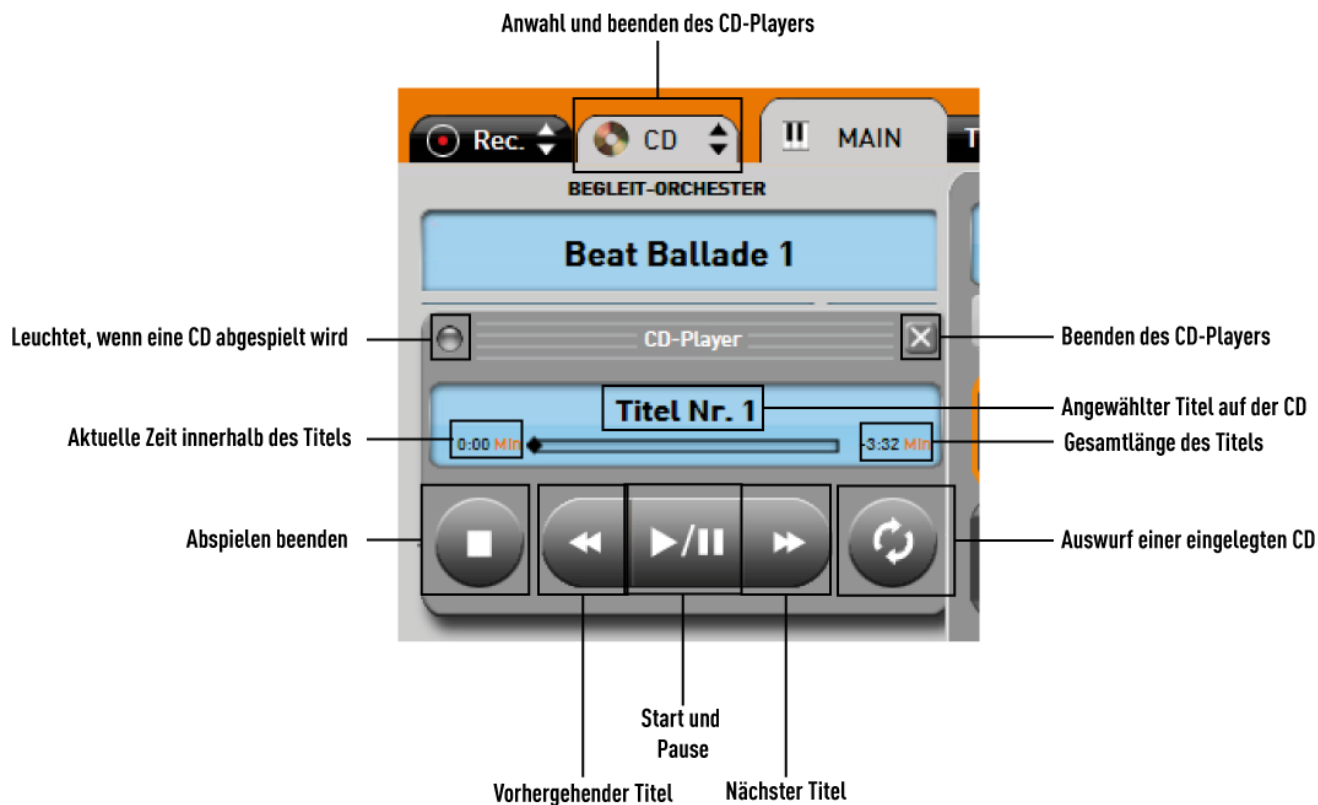 Anwahl und beenden des CD-Players
Rec.
CD
MAIN
T
BEGLEIT-ORCHESTER
Beat Ballade 1
Leuchtet, wenn eine CD abgespielt wird
CD-Player
Beenden des CD-Players
Titel Nr. 1
Angewählter Titel auf der CD
Aktuelle Zeit innerhalb des Titels
0:00 Min
-3:32 Min
Gesamtlänge des Titels
Abspielen beenden
Auswurf einer eingelegten CD
Start und
Pause
Vorhergehender Titel
Nächster Titel